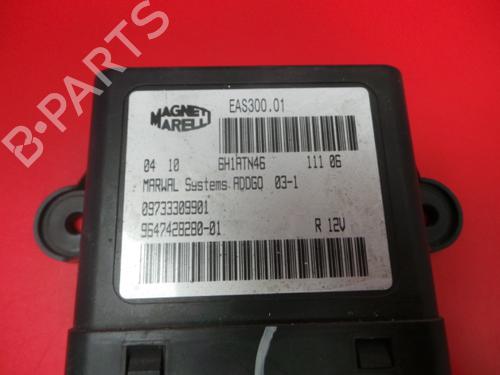 B-PARTS
MAGNETI
MARELLI
EAS300.01
04 10 6H1ATN46 111 06
MARWAL Systems ADDGO 03-1
09733309901
9647428280-01 R 12V